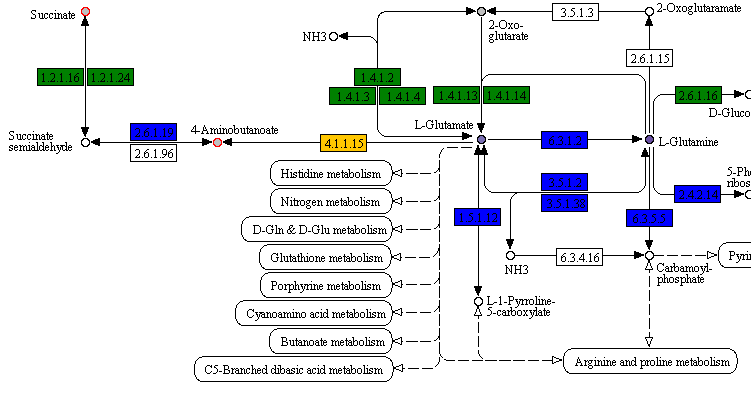 Succinate
3.5.1.3
2-Oxoglutaramate
NH3
2-Oxo-
glutarate
2.6.1.15
1.2.1.16
1.2.1.24
1.4.1.2
1.4.1.3
1.4.1.4
1.4.1.13
1.4.1.14
2.6.1.16
D-Gluco
Succinate
semialdehyde
2.6.1.19
2.6.1.96
4-Aminobutanoate
4.1.1.15
L-Glutamate
6.3.1.2
L-Glutamine
5-Pho
ribos
Histidine metabolism
Nitrogen metabolism
D-Gln & D-Glu metabolism
Glutathione metabolism
Porphyrine metabolism
Cyanoamino acid metabolism
Butanoate metabolism
C5-Branched dibasic acid metabolism
3.5.1.2
3.5.1.38
2.4.2.14
1.5.1.12
6.3.5.5
NH3
6.3.4.16
Carbamoyl-
phosphate
Pyri
L-1-Pyrroline-
5-carboxylate
Arginine and proline metabolism